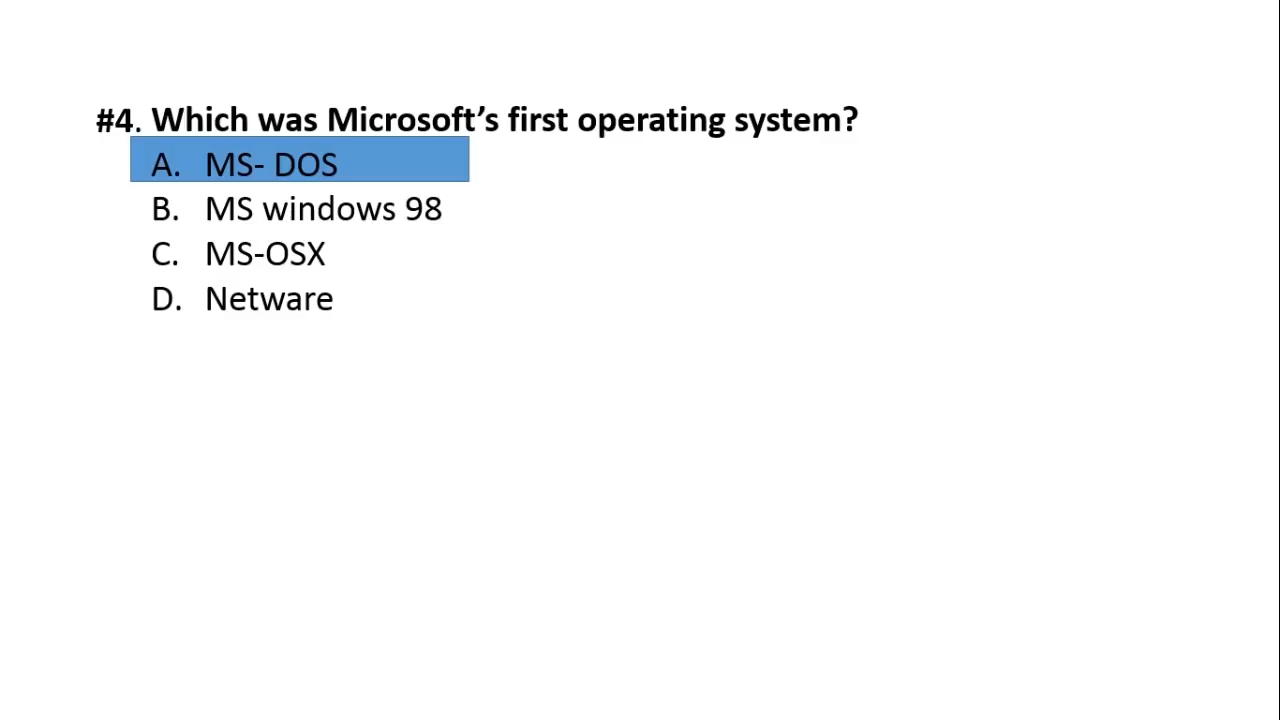 #4. Which was Microsoft’s first operating system?
A. MS- DOS
B. MS windows 98
C. MS-OSX
D. Netware